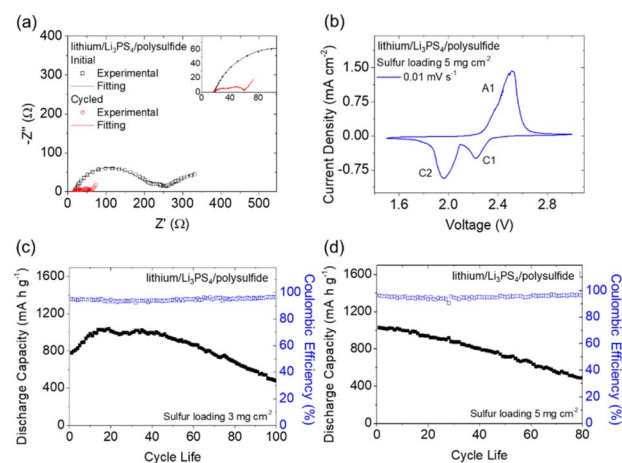 (a)
lithium/Li₃PS₄/polysulfide
Initial
Experimental
Fitting
Cycled
Experimental
Fitting
400
300
200
100
0
0 100 200 300 400 500
-Z'' (Ω)
Z' (Ω)
60
40
20
0
0 40 80
(b)
lithium/Li₃PS₄/polysulfide
Sulfur loading 5 mg cm⁻²
0.01 mV s⁻¹
A1
C1
C2
1.50
0.75
0.00
-0.75
1.6 2.0 2.4 2.8
Current Density (mA cm⁻²)
Voltage (V)
(c)
lithium/Li₃PS₄/polysulfide
Sulfur loading 3 mg cm⁻²
1600
1200
800
400
0
0 20 40 60 80 100
100
80
60
40
20
0
Discharge Capacity (mA h g⁻¹)
Cycle Life
Coulombic Efficiency (%)
(d)
lithium/Li₃PS₄/polysulfide
Sulfur loading 5 mg cm⁻²
1600
1200
800
400
0
0 20 40 60 80
100
80
60
40
20
0
Discharge Capacity (mA h g⁻¹)
Cycle Life
Coulombic Efficiency (%)